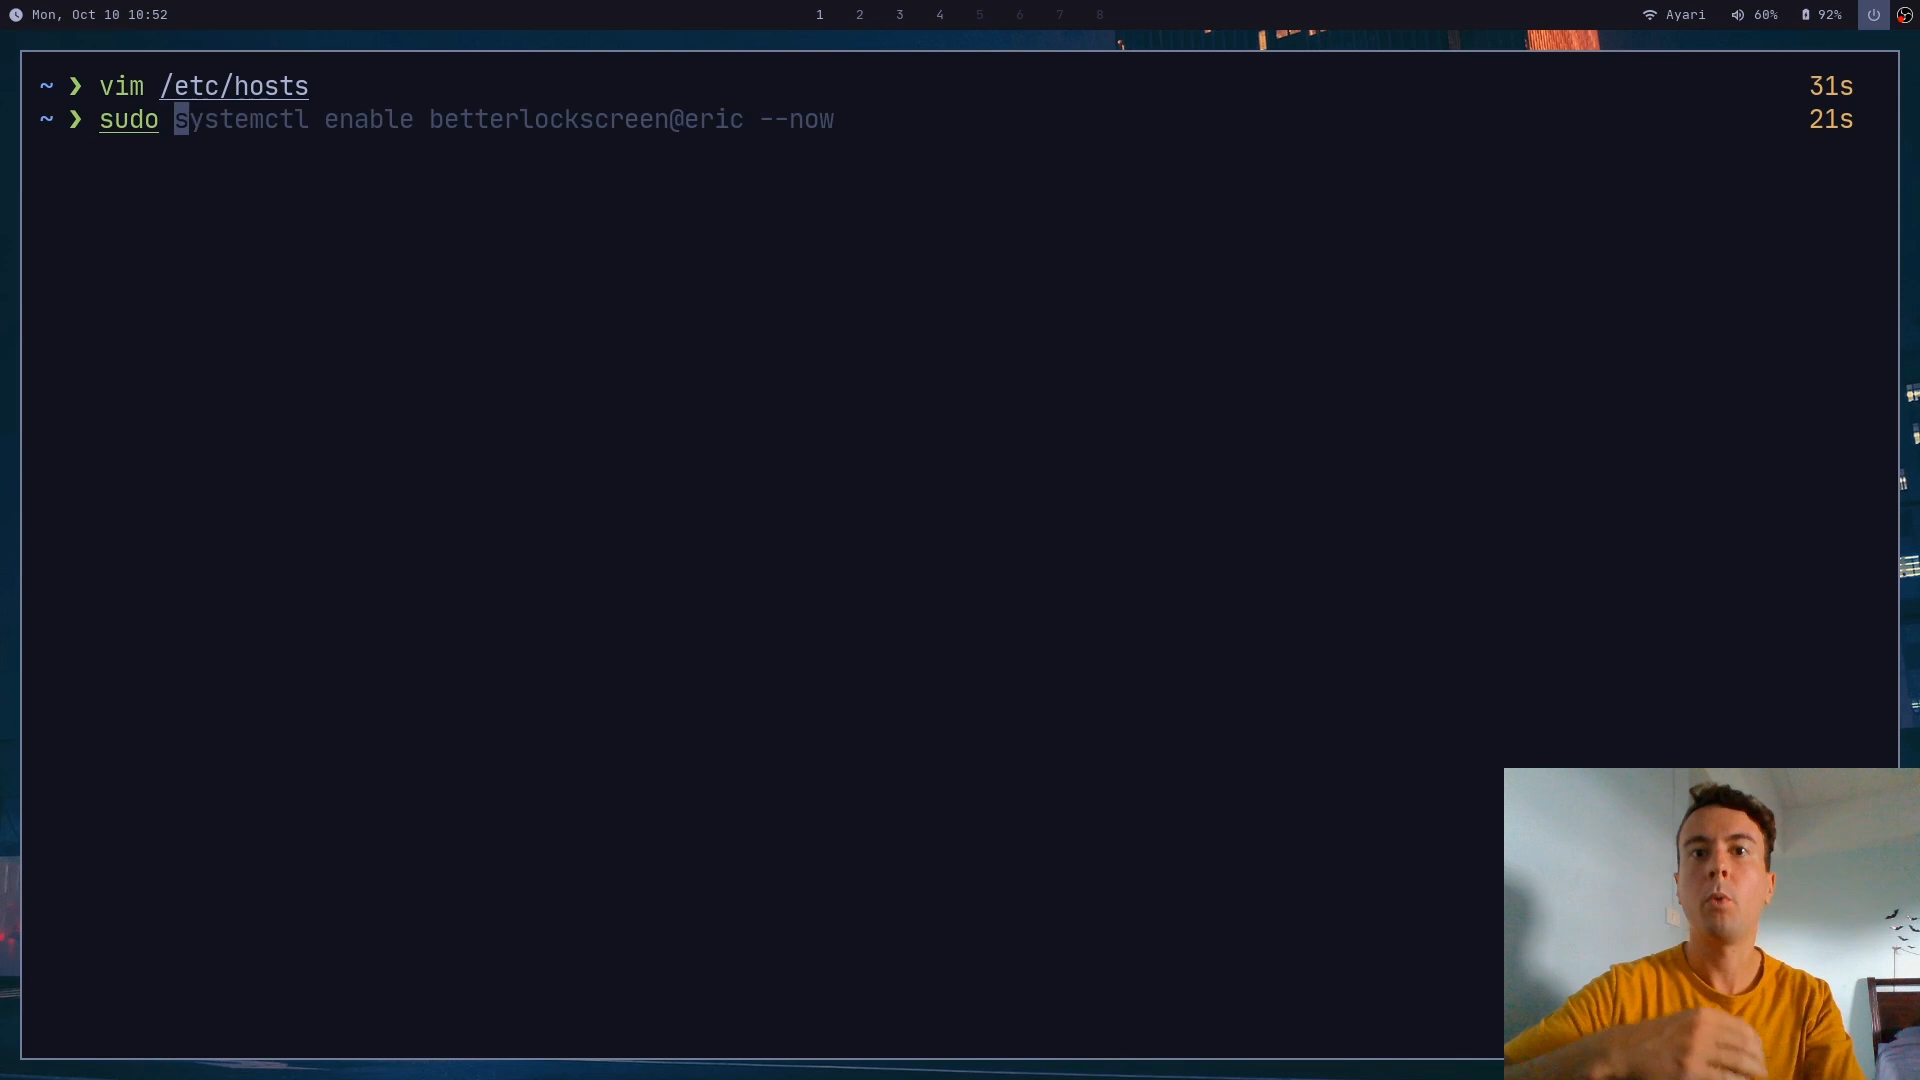 Mon, Oct 10 10:52
1 2 3 4 5 6 7 8
Ayari 60% 92%
~ ❯ vim /etc/hosts 31s
~ ❯ sudo systemctl enable betterlockscreen@eric --now 21s